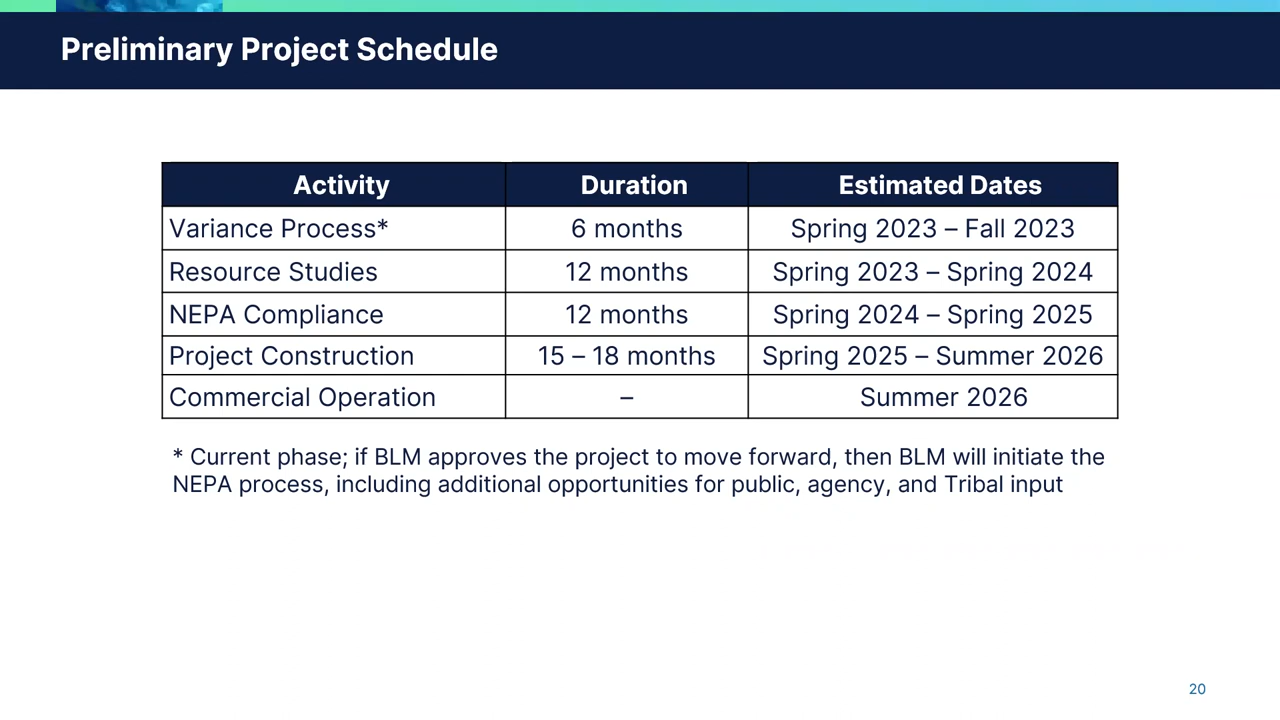 Preliminary Project Schedule
Activity Duration Estimated Dates
Variance Process* 6 months Spring 2023 – Fall 2023
Resource Studies 12 months Spring 2023 – Spring 2024
NEPA Compliance 12 months Spring 2024 – Spring 2025
Project Construction 15 – 18 months Spring 2025 – Summer 2026
Commercial Operation – Summer 2026
* Current phase; if BLM approves the project to move forward, then BLM will initiate the
NEPA process, including additional opportunities for public, agency, and Tribal input
20